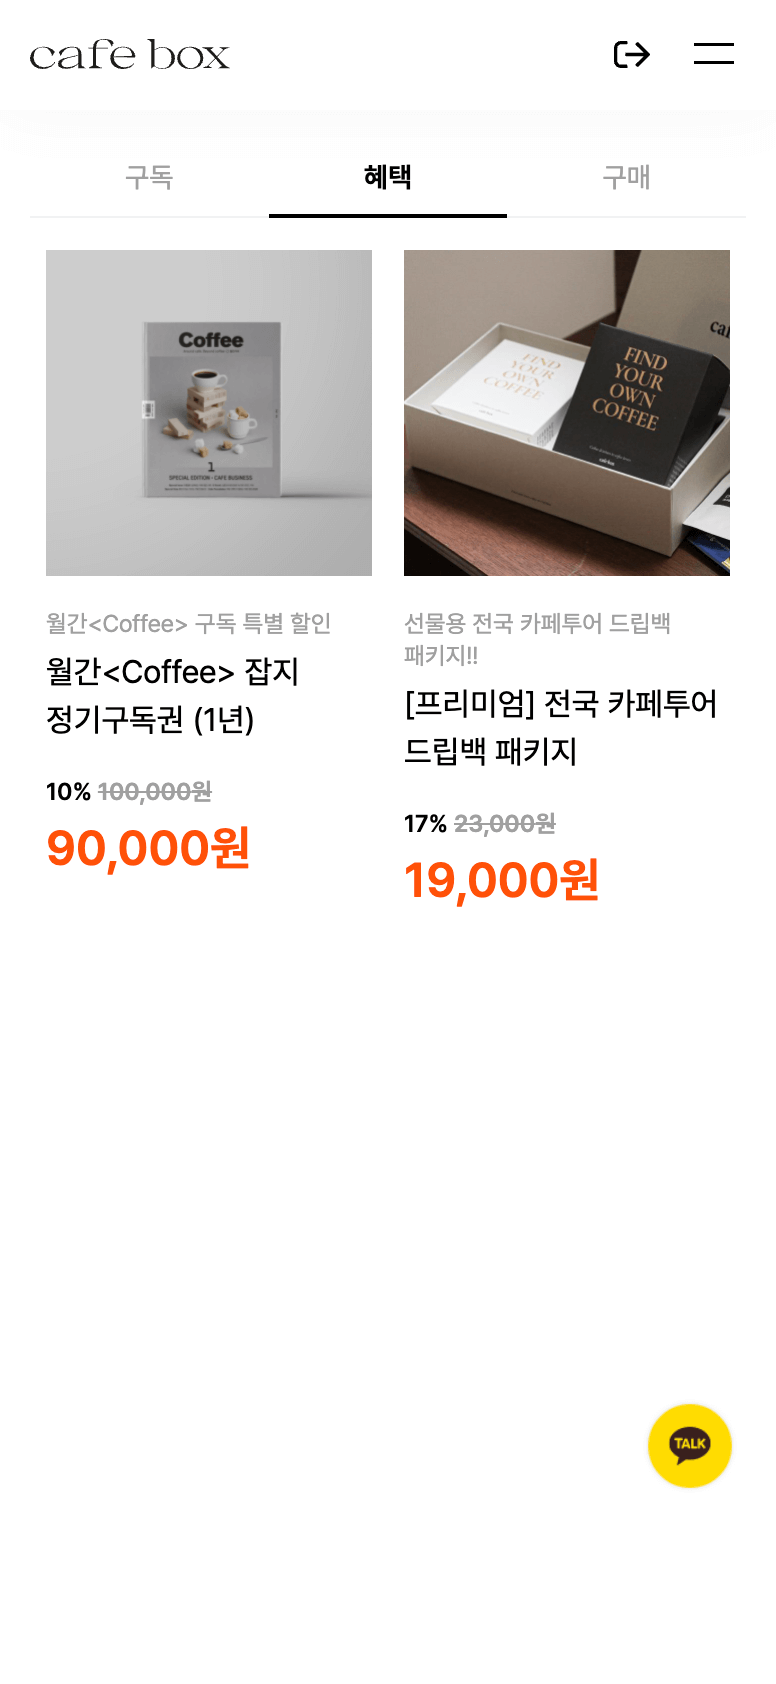 cafe box
구독
혜택
구매
Coffee
1
SPECIAL EDITION - CAFE BUSINESS
FIND
YOUR
OWN
COFFEE
FIND
YOUR
OWN
COFFEE
월간<Coffee> 구독 특별 할인
월간<Coffee> 잡지
정기구독권 (1년)
10% 100,000원
90,000원
선물용 전국 카페투어 드립백
패키지!!
[프리미엄] 전국 카페투어
드립백 패키지
17% 23,000원
19,000원
TALK